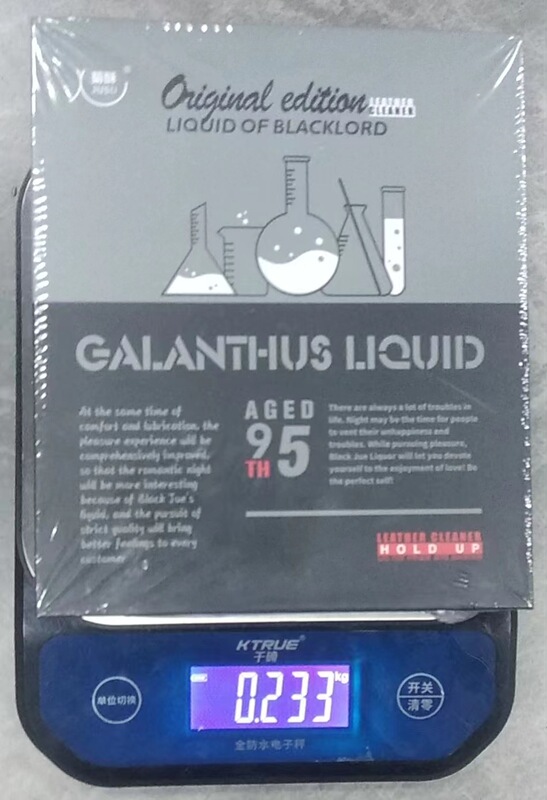 JUSU
Original edition
LEATHER
CLEANER
LIQUID OF BLACKLORD
GALANTHUS LIQUID
At the same time of
comfort and lubrication, the
pleasure experience will be
comprehensively improved,
so that the romantic night
will be more interesting
because of Black Jue's
liquid, and the pursuit of
strict quality will bring
better feelings to every
customer
AGED
95
TH
There are always a lot of troubles in
life. Night may be the time for people
to vent their unhappiness and
troubles. While pursuing pleasure,
Black Jue Liquor will let you devote
yourself to the enjoyment of love! Be
the perfect self!
LEATHER CLEANER
HOLD UP
KTRUE®
千瞬
单位切换
0.233kg
开关
清零
全防水电子秤